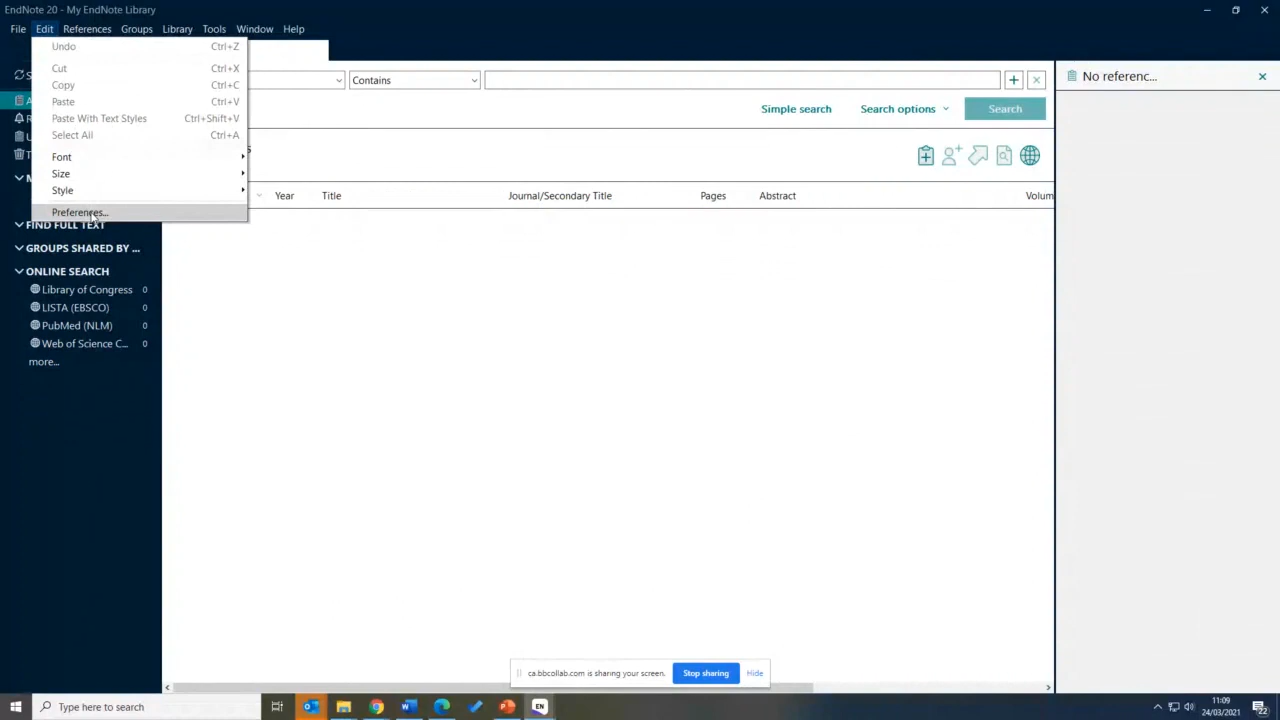 EndNote 20 - My EndNote Library
File Edit References Groups Library Tools Window Help
Undo Ctrl+Z
Cut Ctrl+X
Copy Ctrl+C
Paste Ctrl+V
Paste With Text Styles Ctrl+Shift+V
Select All Ctrl+A
Font
Size
Style
Preferences...
FIND FULL TEXT
GROUPS SHARED BY ...
ONLINE SEARCH
Library of Congress 0
LISTA (EBSCO) 0
PubMed (NLM) 0
Web of Science C... 0
more...
Contains
Simple search Search options Search
Year Title Journal/Secondary Title Pages Abstract Volum
No referenc...
ca.bbcollab.com is sharing your screen. Stop sharing Hide
Type here to search
EN
11:09
24/03/2021
22